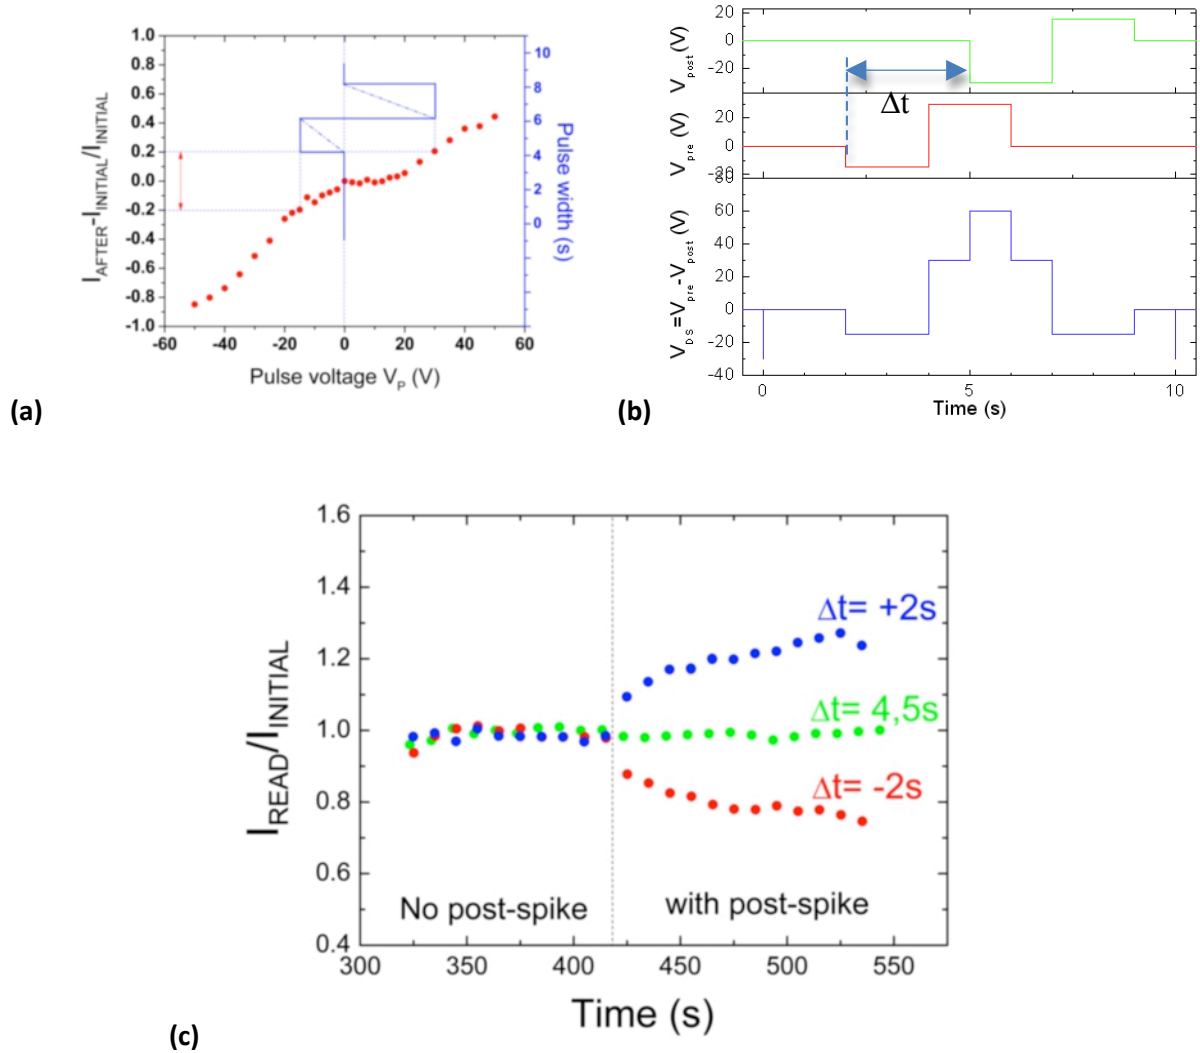 I_AFTER-I_INITIAL/I_INITIAL
1.0
0.8
0.6
0.4
0.2
0.0
-0.2
-0.4
-0.6
-0.8
-1.0
-60 -40 -20 0 20 40 60
Pulse voltage V_P (V)
10
8
6
4
2
0
Pulse width (s)
(a)
V_post (V)
20
0
-20
Δt
V_pre (V)
30
0
-20
V_DS=V_pre-V_post (V)
80
60
40
20
0
-20
-40
0 5 10
Time (s)
(b)
I_READ/I_INITIAL
1.6
1.4
1.2
1.0
0.8
0.6
0.4
Δt= +2s
Δt= 4,5s
Δt= -2s
No post-spike
with post-spike
300 350 400 450 500 550
Time (s)
(c)